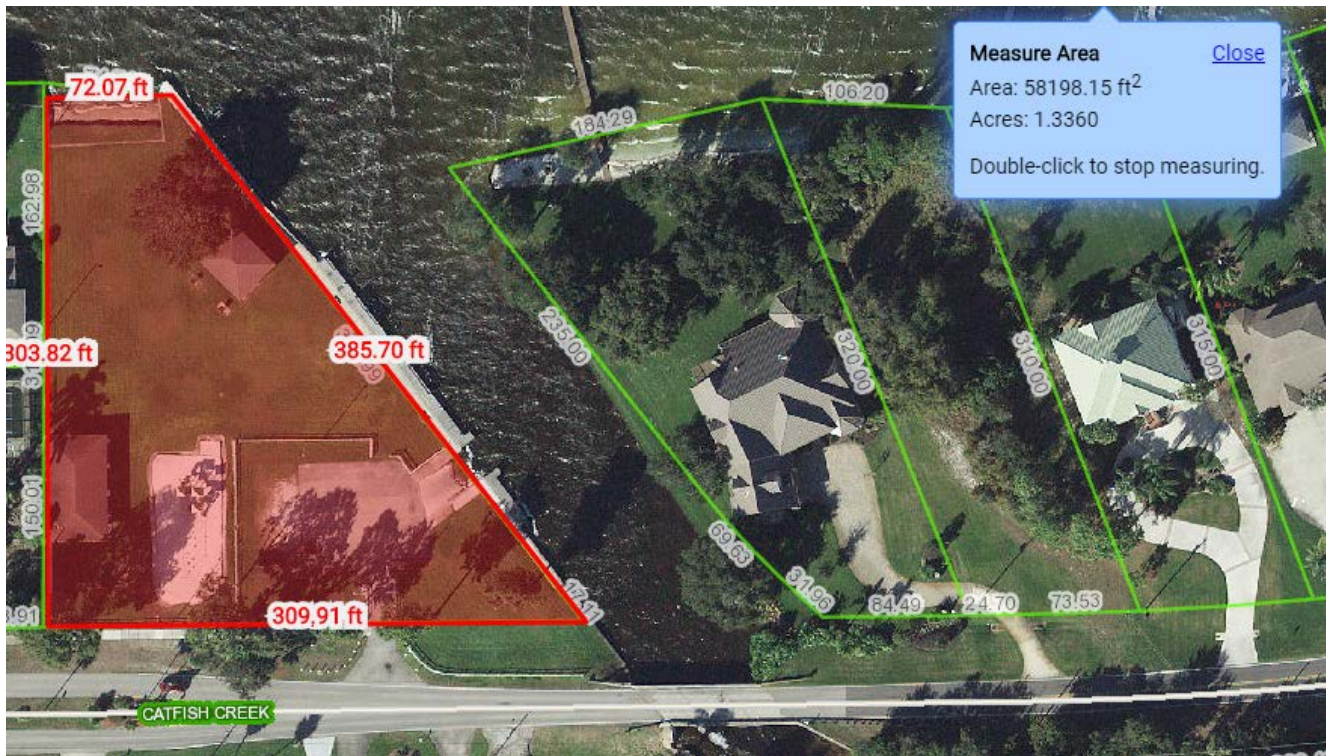 72.07 ft
Measure Area Close
Area: 58198.15 ft²
Acres: 1.3360
Double-click to stop measuring.
106.20
184.29
162.98
303.82 ft
385.70 ft
235.00
320.00
310.00
315.00
150.01
69.63
31.96
84.49
24.70
73.53
309,91 ft
17.11
CATFISH CREEK